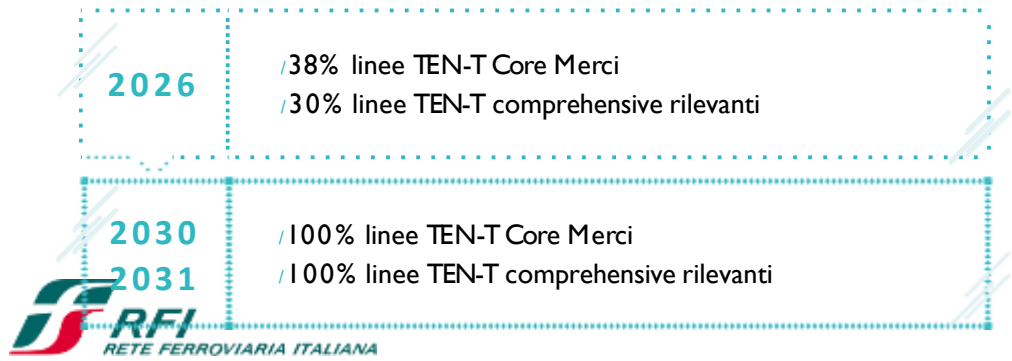 2026
/38% linee TEN-T Core Merci
/30% linee TEN-T comprehensive rilevanti
2030
/100% linee TEN-T Core Merci
2031
/100% linee TEN-T comprehensive rilevanti
RFI
RETE FERROVIARIA ITALIANA